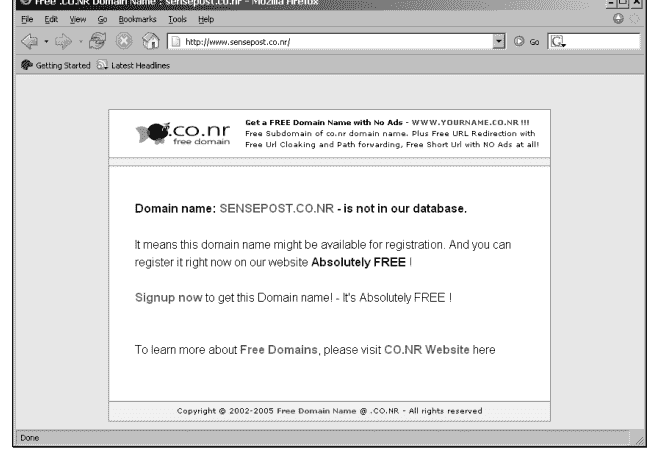 Free .CO.NR Domain Name : sensepost.co.nr - Mozilla Firefox
File Edit View Go Bookmarks Tools Help
http://www.sensepost.co.nr/ Go G
Getting Started Latest Headlines
.co.nr
free domain
Get a FREE Domain Name with No Ads - WWW.YOURNAME.CO.NR !!!
Free Subdomain of co.nr domain name. Plus Free URL Redirection with
Free Url Cloaking and Path forwarding, Free Short Url with NO Ads at all!
Domain name: SENSEPOST.CO.NR - is not in our database.
It means this domain name might be available for registration. And you can
register it right now on our website Absolutely FREE !
Signup now to get this Domain name! - It's Absolutely FREE !
To learn more about Free Domains, please visit CO.NR Website here
Copyright @ 2002-2005 Free Domain Name @ .CO.NR - All rights reserved
Done